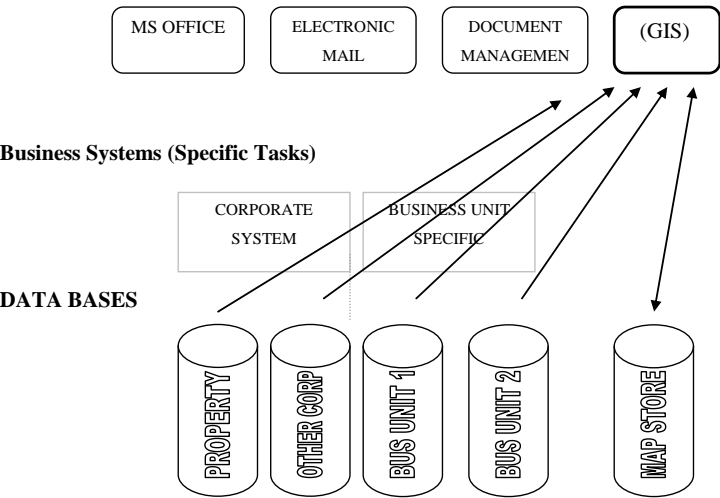 MS OFFICE
ELECTRONIC
MAIL
DOCUMENT
MANAGEMEN
(GIS)
Business Systems (Specific Tasks)
CORPORATE
SYSTEM
BUSINESS UNIT
SPECIFIC
DATA BASES
PROPERTY
OTHER CORP
BUS UNIT 1
BUS UNIT 2
MAP STORE